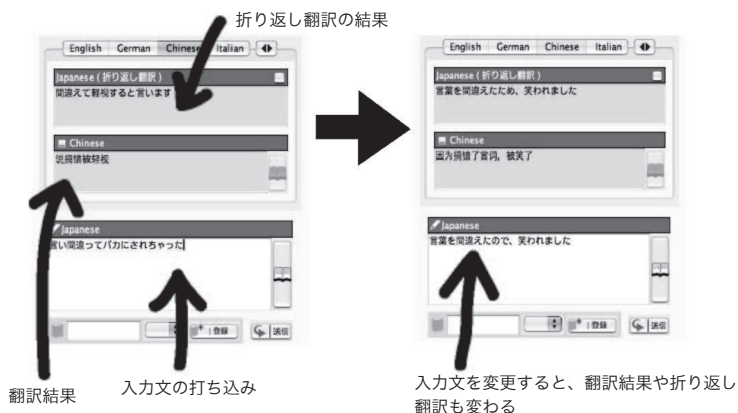 折り返し翻訳の結果
English German Chinese Italian
Japanese ( 折り返し翻訳 )
間違えて軽視すると言います
Chinese
说搞错被轻视
Japanese
言い間違ってバカにされちゃった
登録
送信
翻訳結果
入力文の打ち込み
English German Chinese Italian
Japanese ( 折り返し翻訳 )
言葉を間違えたため、笑われました
Chinese
因为搞错了言词，被笑了
Japanese
言葉を間違えたので、笑われました
登録
送信
入力文を変更すると、翻訳結果や折り返し
翻訳も変わる